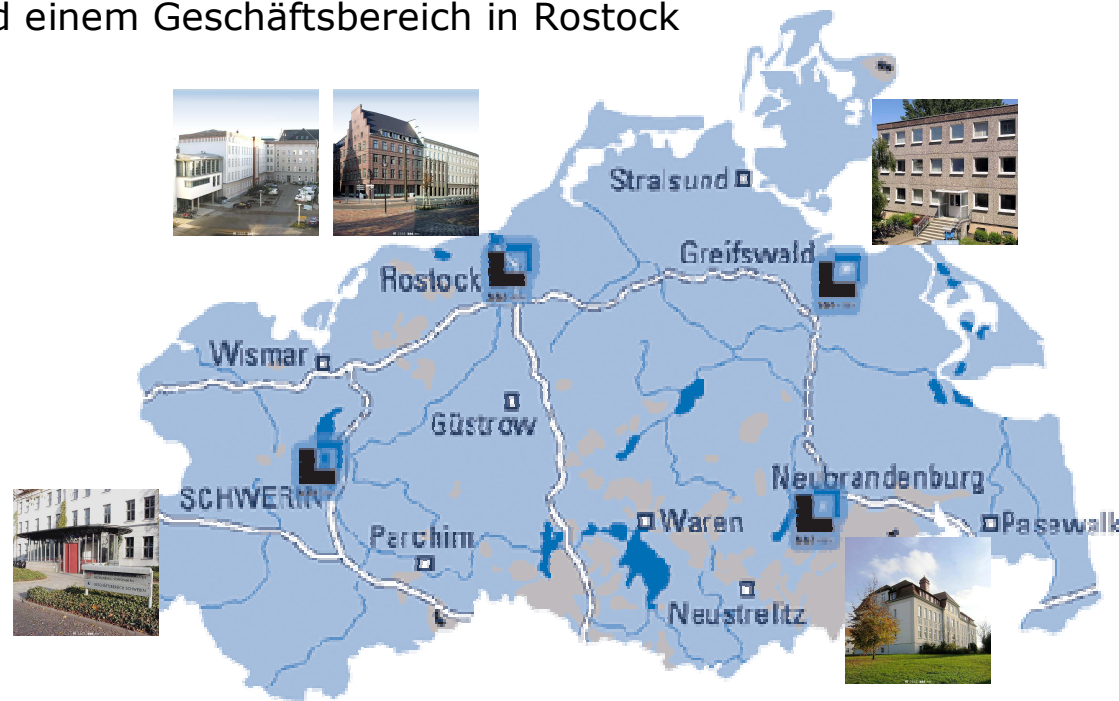 d einem Geschäftsbereich in Rostock
Stralsund
Greifswald
Rostock
Wismar
Güstrow
Neubrandenburg
SCHWERIN
Waren
Pasewalk
Parchim
Neustrelitz